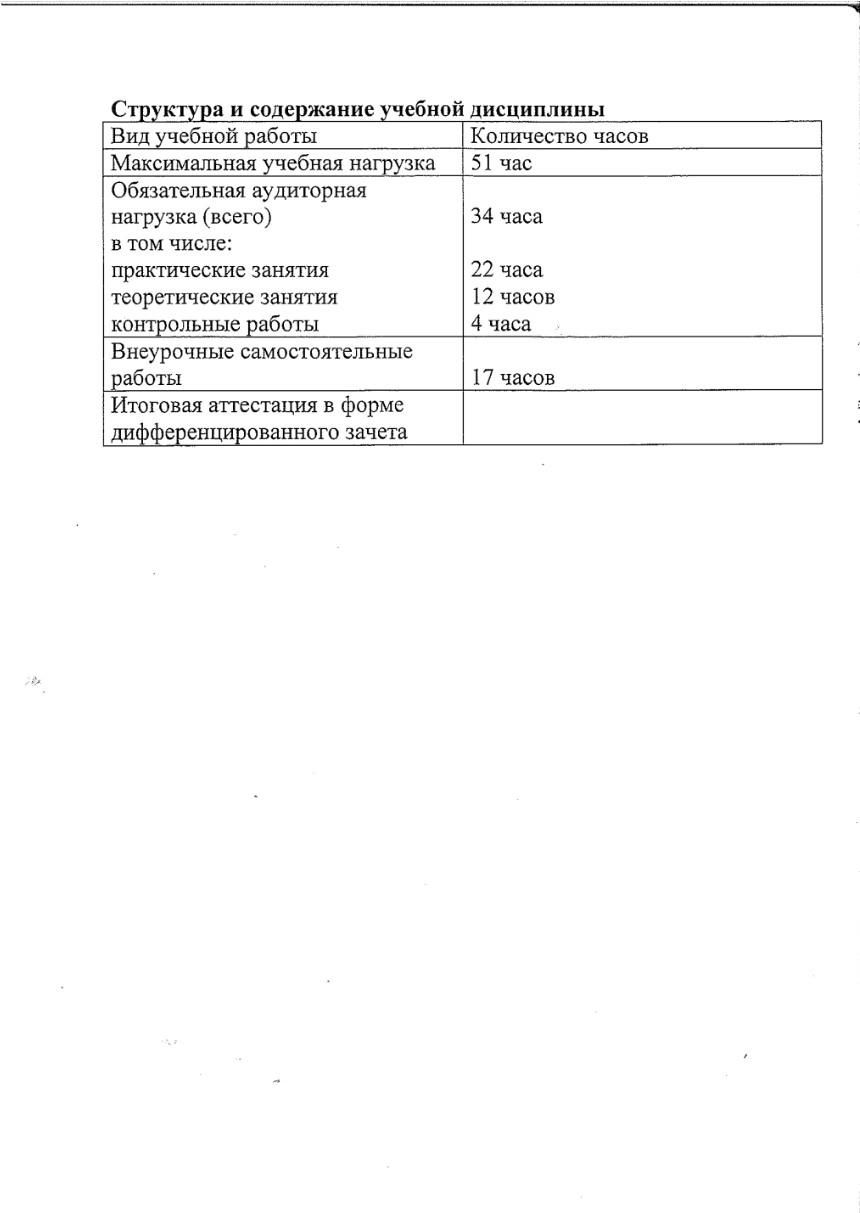 Структура и содержание учебной дисциплины
Вид учебной работы Количество часов
Максимальная учебная нагрузка 51 час
Обязательная аудиторная
нагрузка (всего) 34 часа
в том числе:
практические занятия 22 часа
теоретические занятия 12 часов
контрольные работы 4 часа
Внеурочные самостоятельные
работы 17 часов
Итоговая аттестация в форме
дифференцированного зачета